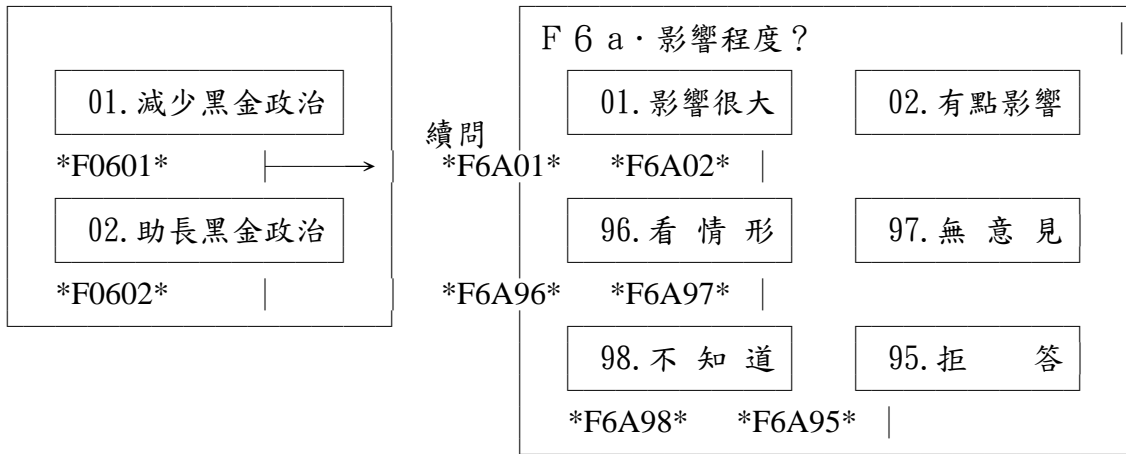 F６a．影響程度？
01.減少黑金政治
01.影響很大
02.有點影響
續問
*F0601*
*F6A01*
*F6A02*
02.助長黑金政治
96.看 情 形
97.無 意 見
*F0602*
*F6A96*
*F6A97*
98.不 知 道
95.拒 答
*F6A98*
*F6A95*